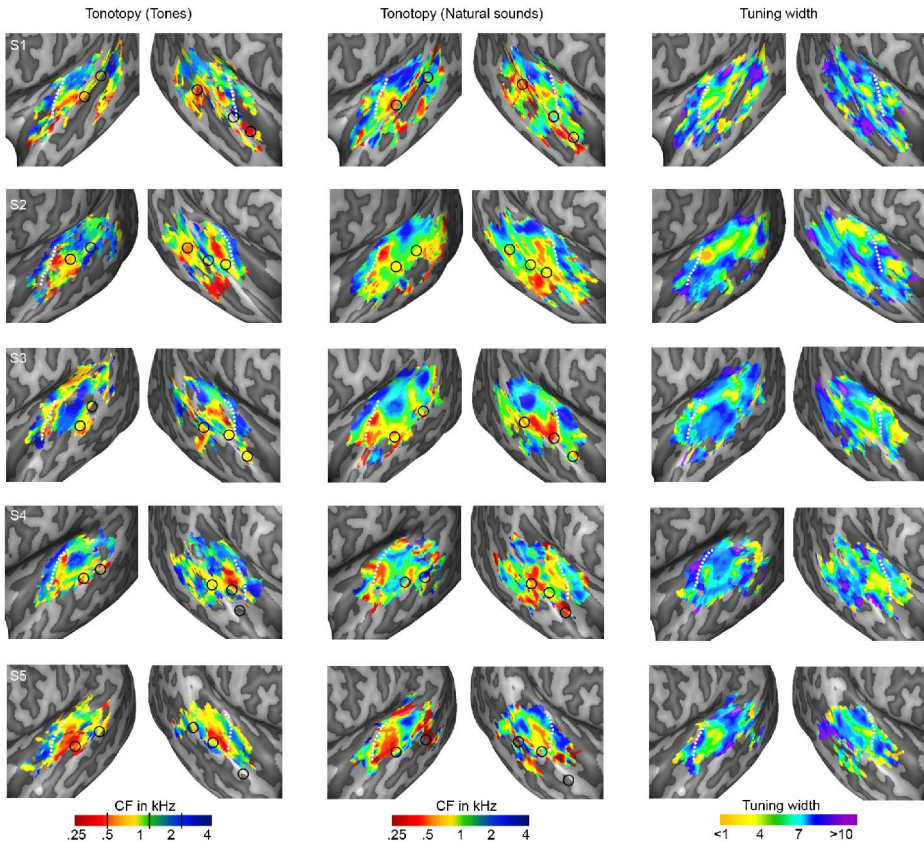 Tonotopy (Tones) Tonotopy (Natural sounds) Tuning width
S1
S2
S3
S4
S5
CF in kHz CF in kHz Tuning width
.25 .5 1 2 4 .25 .5 1 2 4 <1 4 7 >10